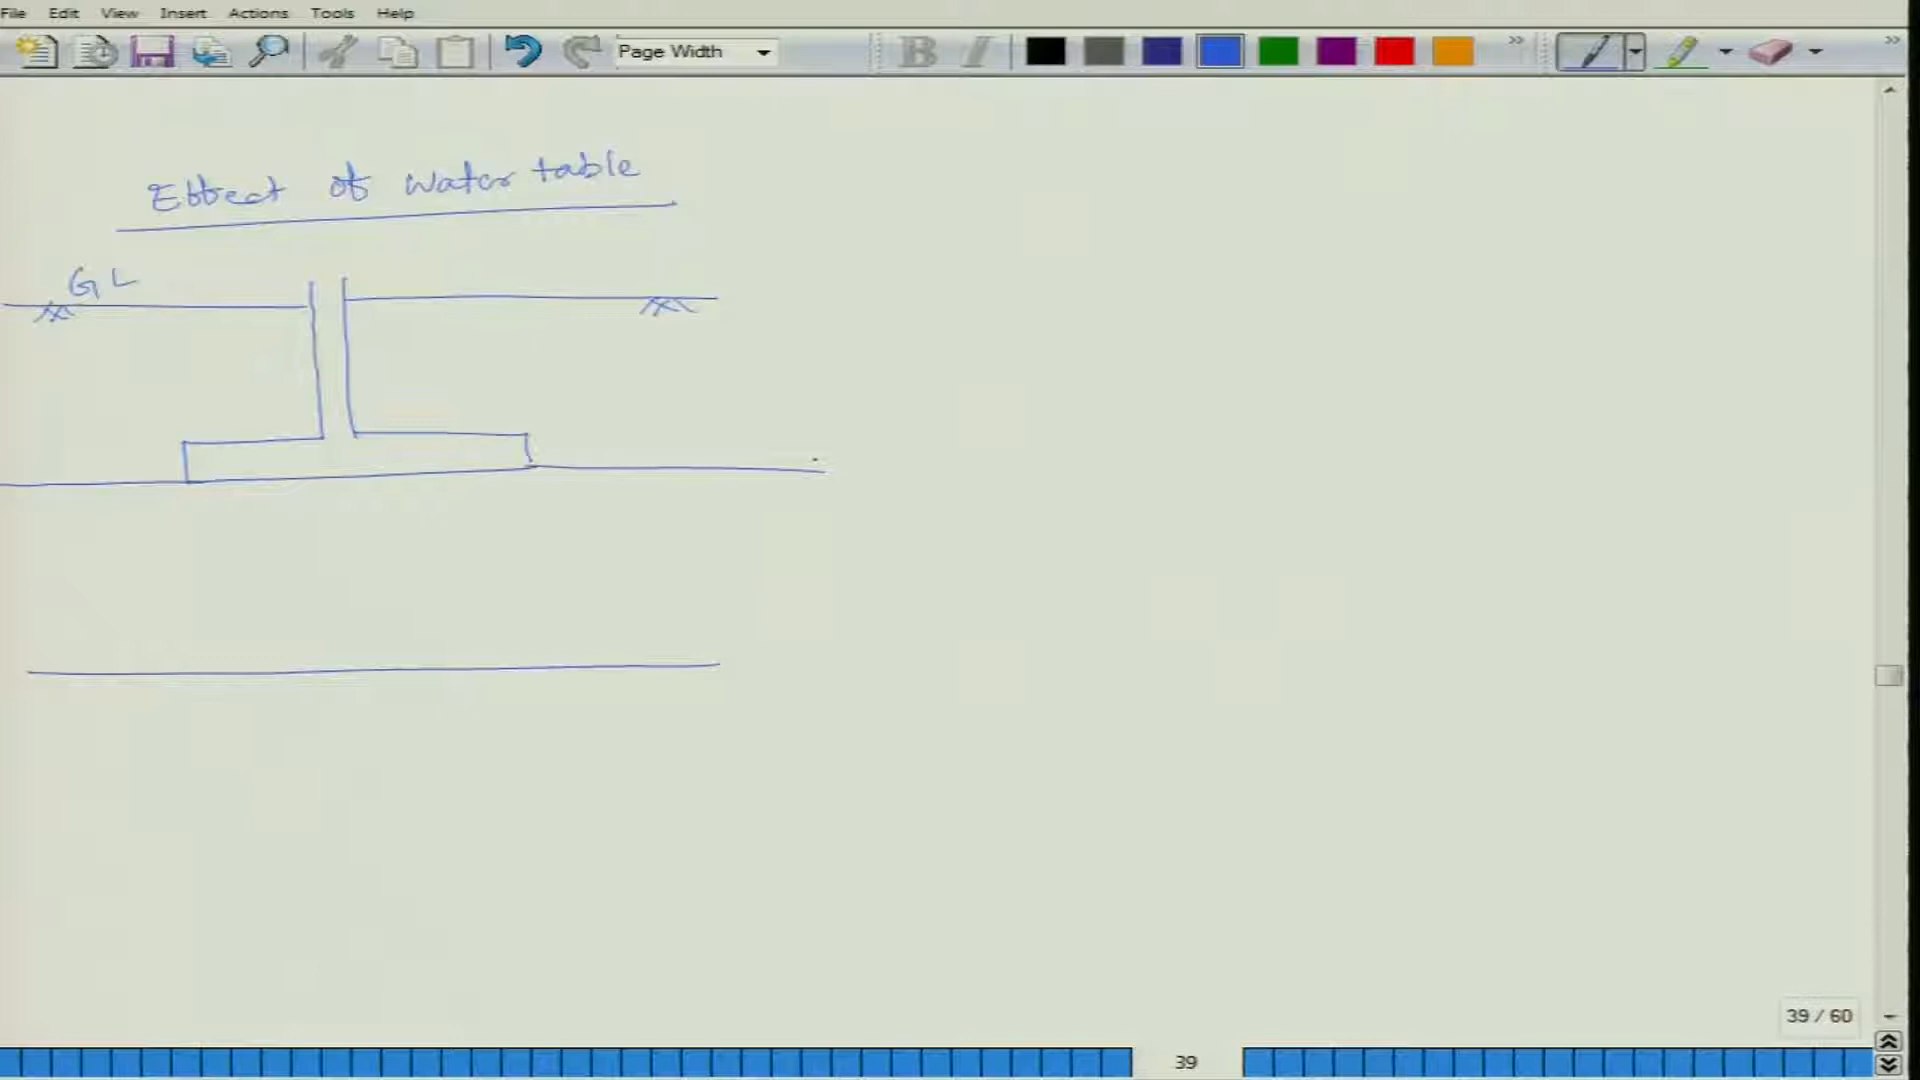 File Edit View Insert Actions Tools Help
Page Width
B I
Effect of water table
GL
39 / 60
39